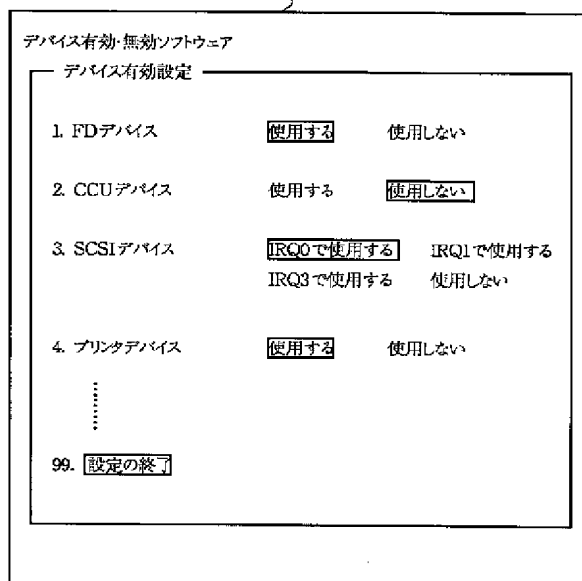 デバイス有効・無効ソフトウェア
デバイス有効設定
1. FDデバイス 使用する 使用しない
2. CCUデバイス 使用する 使用しない
3. SCSIデバイス IRQ0で使用する IRQ1で使用する
IRQ3で使用する 使用しない
4. プリンタデバイス 使用する 使用しない
99. 設定の終了